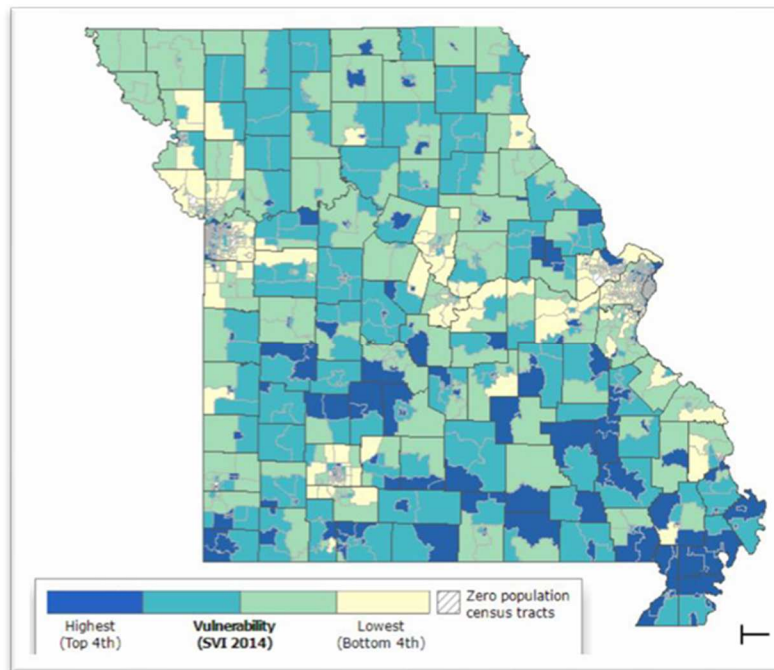 Highest
(Top 4th)
Vulnerability
(SVI 2014)
Lowest
(Bottom 4th)
Zero population
census tracts